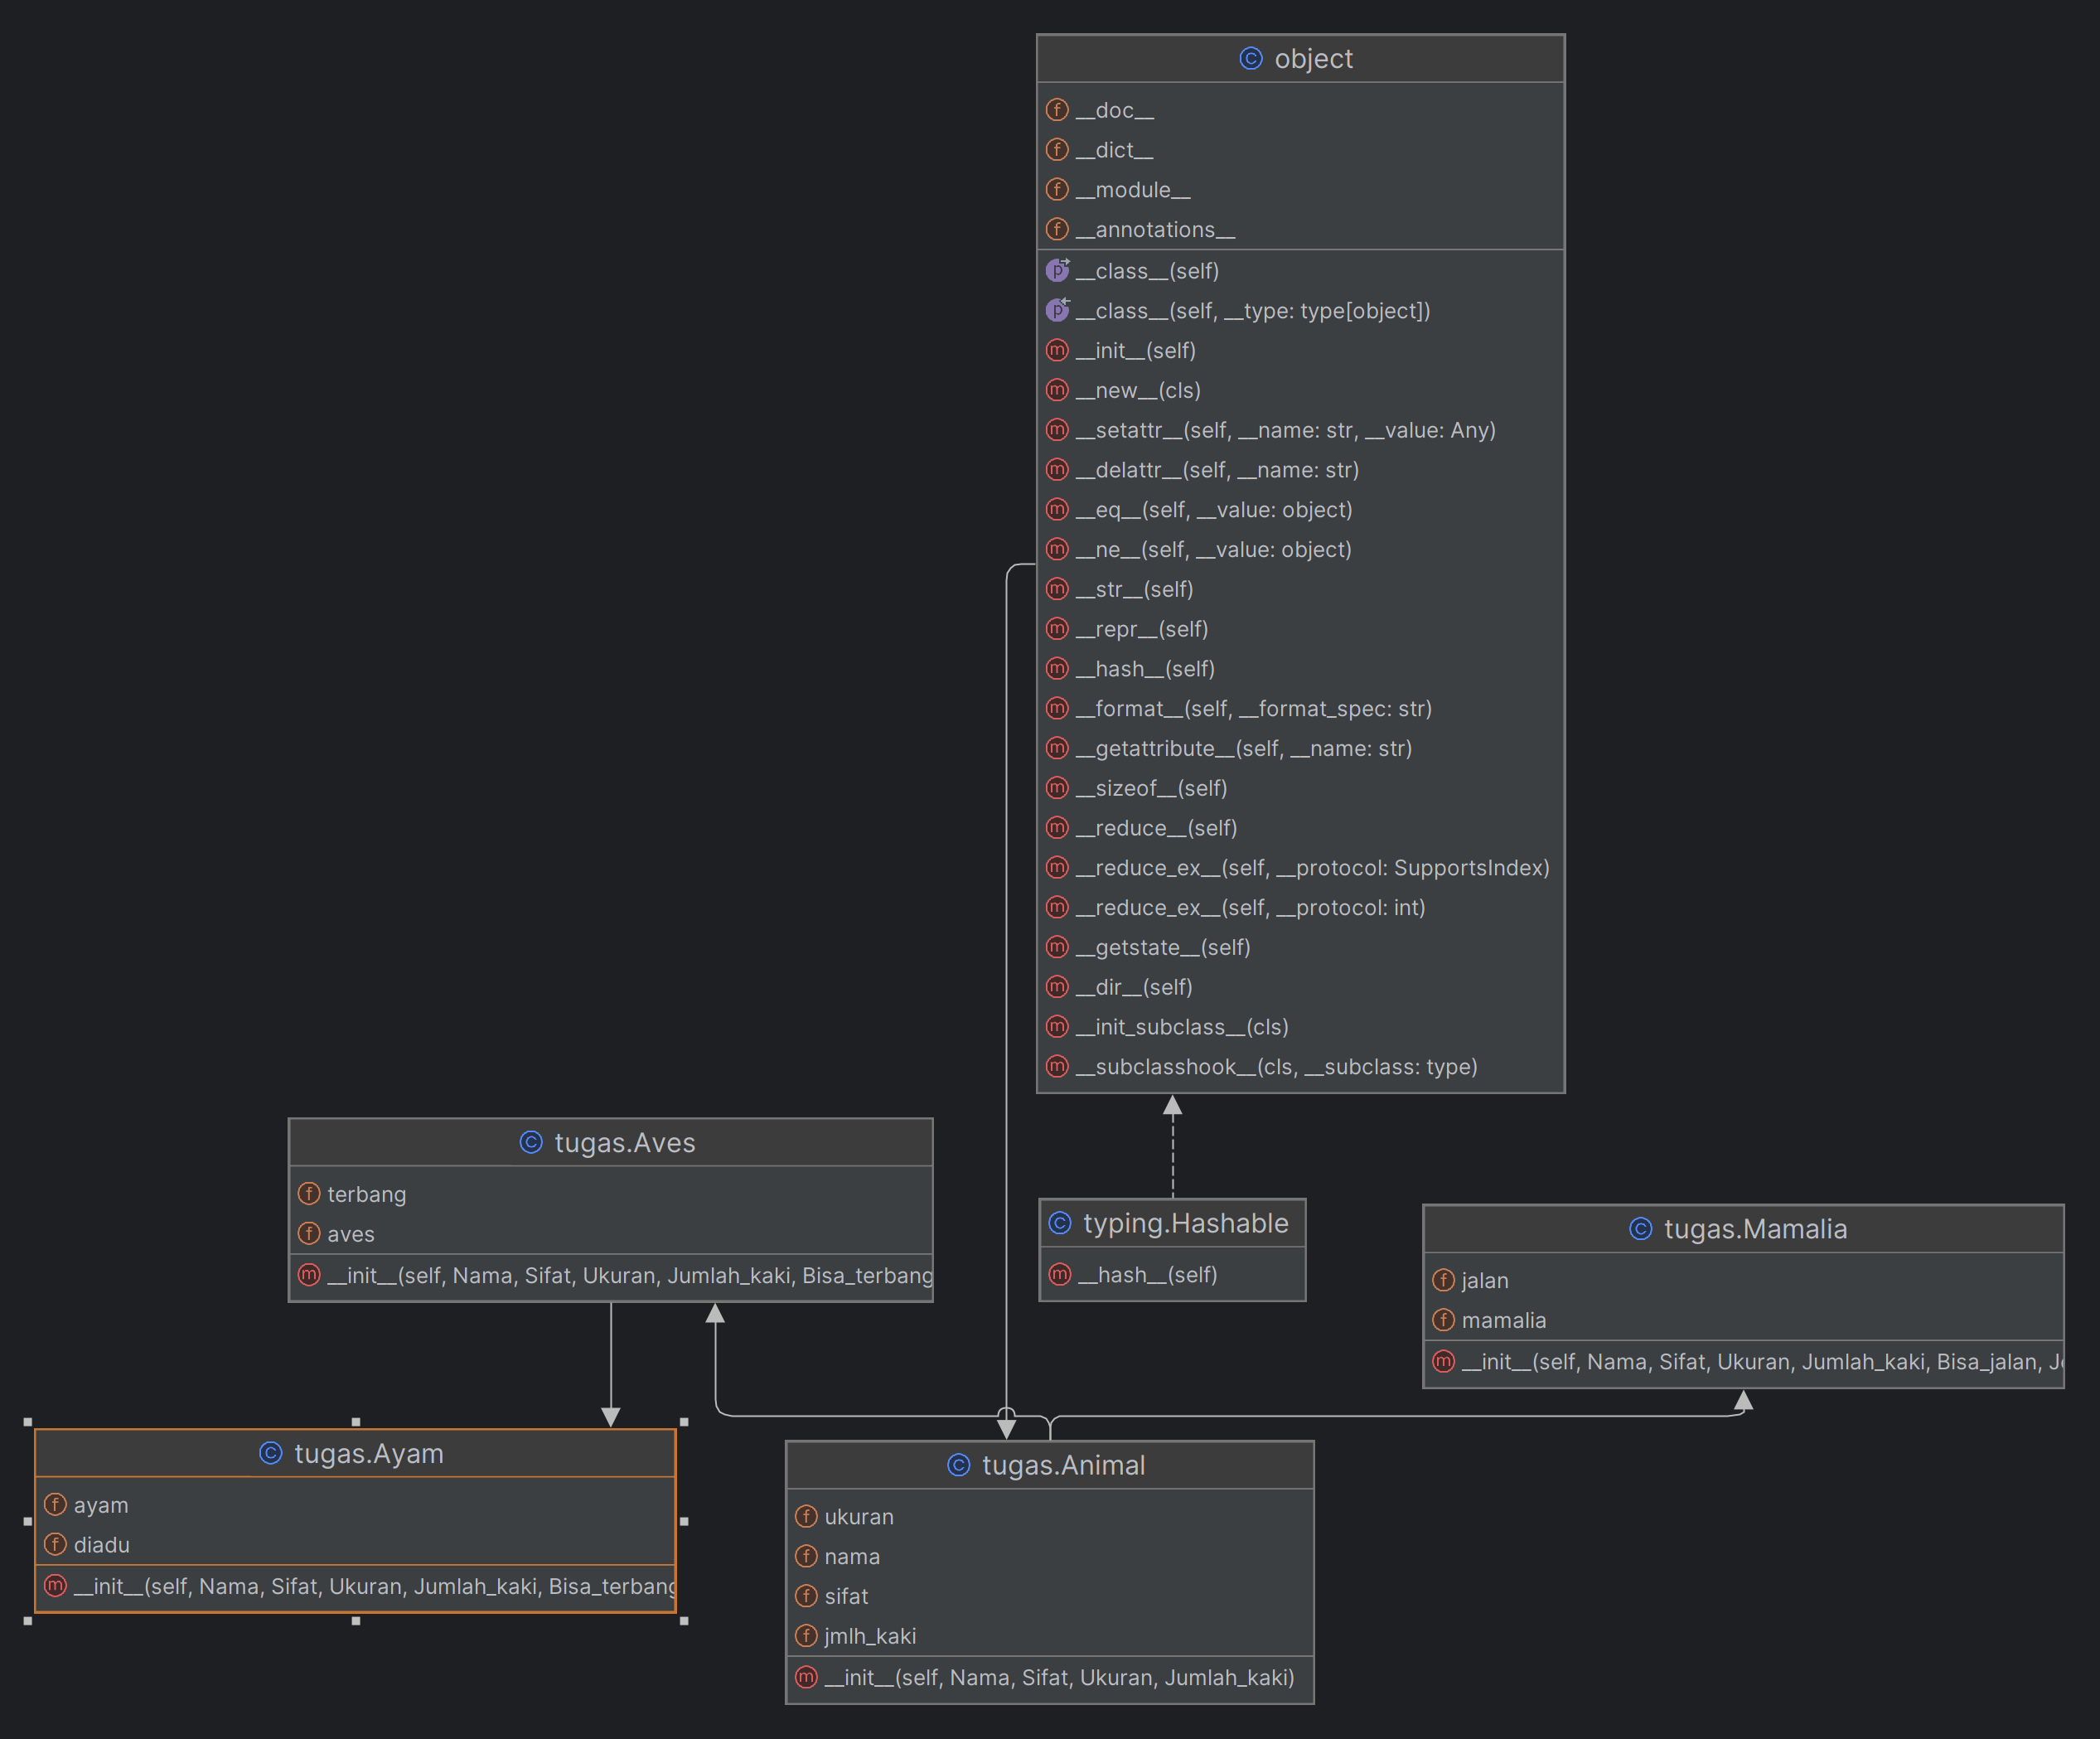 object
__doc__
__dict__
__module__
__annotations__
__class__(self)
__class__(self, __type: type[object])
__init__(self)
__new__(cls)
__setattr__(self, __name: str, __value: Any)
__delattr__(self, __name: str)
__eq__(self, __value: object)
__ne__(self, __value: object)
__str__(self)
__repr__(self)
__hash__(self)
__format__(self, __format_spec: str)
__getattribute__(self, __name: str)
__sizeof__(self)
__reduce__(self)
__reduce_ex__(self, __protocol: SupportsIndex)
__reduce_ex__(self, __protocol: int)
__getstate__(self)
__dir__(self)
__init_subclass__(cls)
__subclasshook__(cls, __subclass: type)
tugas.Aves
terbang
aves
__init__(self, Nama, Sifat, Ukuran, Jumlah_kaki, Bisa_terbang
typing.Hashable
__hash__(self)
tugas.Mamalia
jalan
mamalia
__init__(self, Nama, Sifat, Ukuran, Jumlah_kaki, Bisa_jalan,
tugas.Ayam
ayam
diadu
__init__(self, Nama, Sifat, Ukuran, Jumlah_kaki, Bisa_terbang
tugas.Animal
ukuran
nama
sifat
jmlh_kaki
__init__(self, Nama, Sifat, Ukuran, Jumlah_kaki)